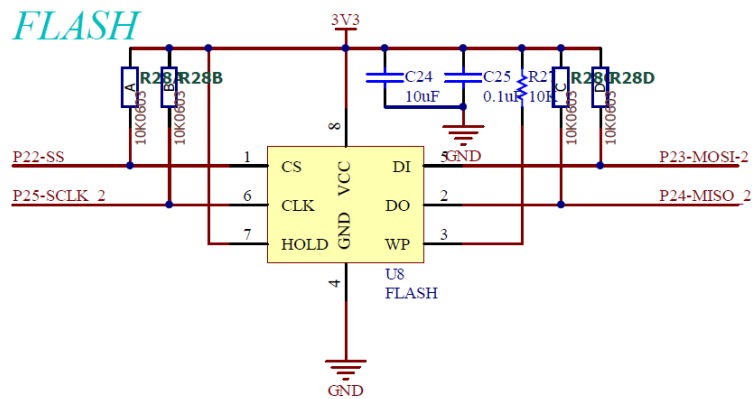 FLASH
3V3
A R28A 10K0603
B R28B 10K0603
C24
10uF
C25
0.1uF
R27
10K
C R28C 10K0603
D R28D 10K0603
GND
P22-SS
1 CS
8 VCC
DI 5
P23-MOSI-2
P25-SCLK_2
6 CLK
DO 2
P24-MISO_2
7 HOLD
GND 4
WP 3
U8
FLASH
GND